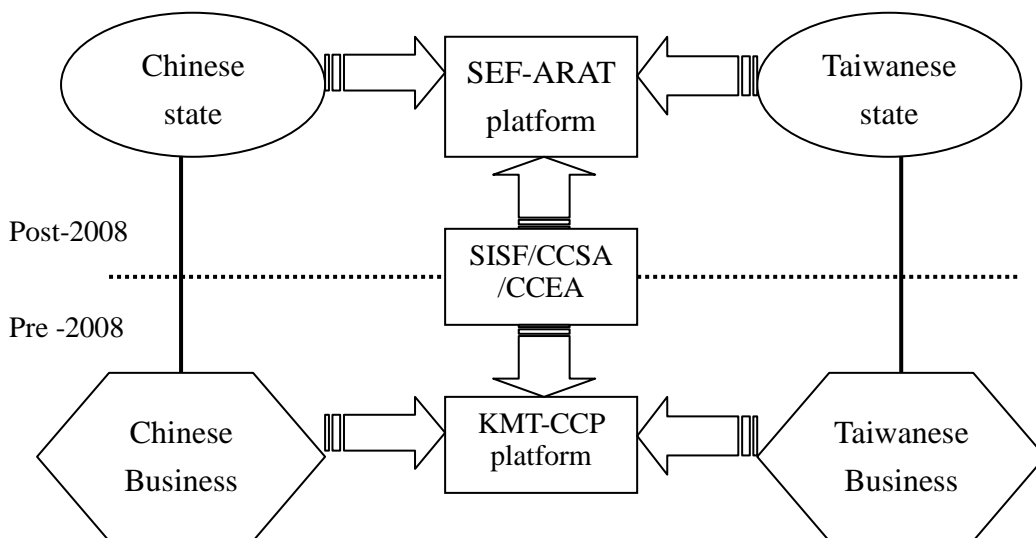 Chinese
state
SEF-ARAT
platform
Taiwanese
state
Post-2008
SISF/CCSA
/CCEA
Pre -2008
Chinese
Business
KMT-CCP
platform
Taiwanese
Business